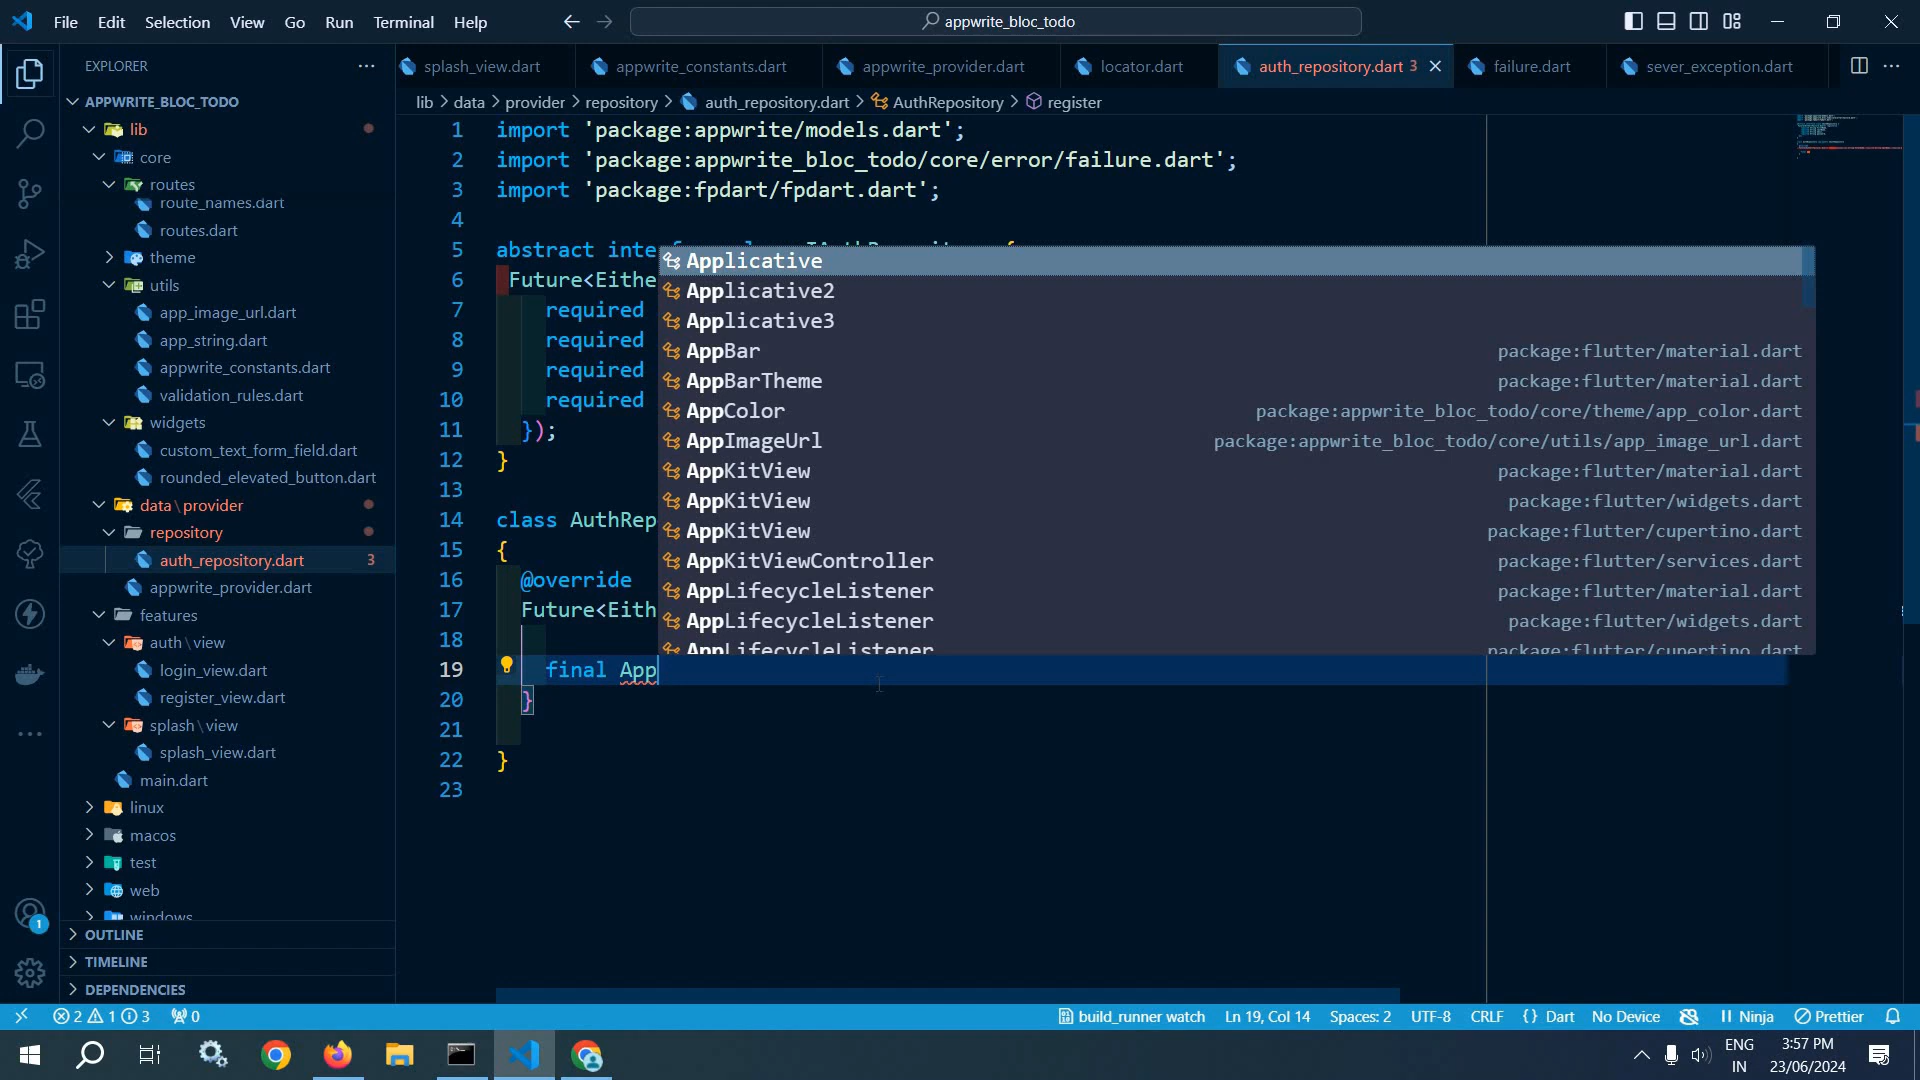 File Edit Selection View Go Run Terminal Help
appwrite_bloc_todo
EXPLORER
splash_view.dart
appwrite_constants.dart
appwrite_provider.dart
locator.dart
auth_repository.dart 3
failure.dart
sever_exception.dart
APPWRITE_BLOC_TODO
lib > data > provider > repository > auth_repository.dart > AuthRepository > register
lib
core
routes
route_names.dart
routes.dart
theme
utils
app_image_url.dart
app_string.dart
appwrite_constants.dart
validation_rules.dart
widgets
custom_text_form_field.dart
rounded_elevated_button.dart
data\provider
repository
auth_repository.dart 3
appwrite_provider.dart
features
auth\view
login_view.dart
register_view.dart
splash\view
splash_view.dart
main.dart
linux
macos
test
web
windows
OUTLINE
TIMELINE
DEPENDENCIES
1 import 'package:appwrite/models.dart';
2 import 'package:appwrite_bloc_todo/core/error/failure.dart';
3 import 'package:fpdart/fpdart.dart';
4
5 abstract inte
6 Future<Eithe
7 required
8 required
9 required
10 required
11 });
12 }
13
14 class AuthRep
15 {
16 @override
17 Future<Eith
18
19 final App
20 }
21
22 }
23
Applicative
Applicative2
Applicative3
AppBar package:flutter/material.dart
AppBarTheme package:flutter/material.dart
AppColor package:appwrite_bloc_todo/core/theme/app_color.dart
AppImageUrl package:appwrite_bloc_todo/core/utils/app_image_url.dart
AppKitView package:flutter/material.dart
AppKitView package:flutter/widgets.dart
AppKitView package:flutter/cupertino.dart
AppKitViewController package:flutter/services.dart
AppLifecycleListener package:flutter/material.dart
AppLifecycleListener package:flutter/widgets.dart
AppLifecycleListener package:flutter/cupertino.dart
1
2 1 3 0
build_runner watch
Ln 19, Col 14
Spaces: 2
UTF-8
CRLF
{ } Dart
No Device
Ninja
Prettier
ENG
IN
3:57 PM
23/06/2024